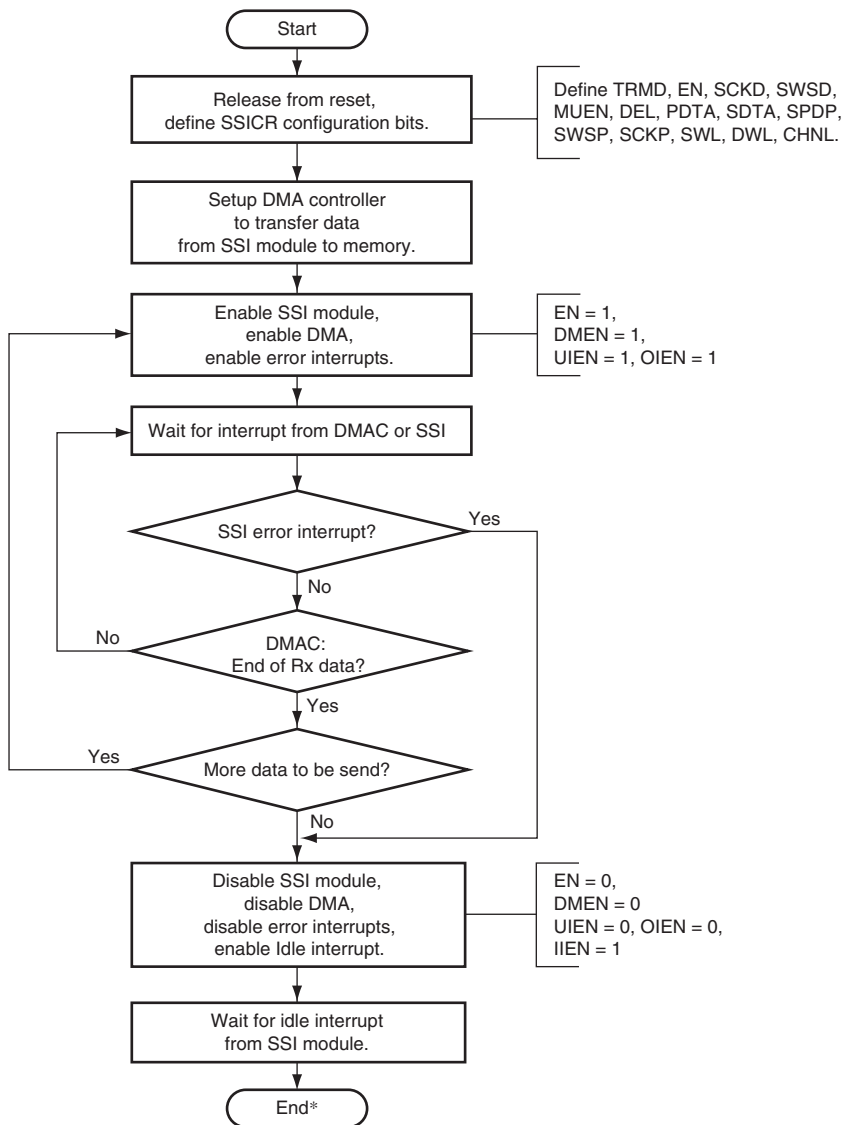 Start
Release from reset,
define SSICR configuration bits.
Define TRMD, EN, SCKD, SWSD,
MUEN, DEL, PDTA, SDTA, SPDP,
SWSP, SCKP, SWL, DWL, CHNL.
Setup DMA controller
to transfer data
from SSI module to memory.
Enable SSI module,
enable DMA,
enable error interrupts.
EN = 1,
DMEN = 1,
UIEN = 1, OIEN = 1
Wait for interrupt from DMAC or SSI
SSI error interrupt?
Yes
No
DMAC:
End of Rx data?
No
Yes
More data to be send?
Yes
No
Disable SSI module,
disable DMA,
disable error interrupts,
enable Idle interrupt.
EN = 0,
DMEN = 0
UIEN = 0, OIEN = 0,
IIEN = 1
Wait for idle interrupt
from SSI module.
End*